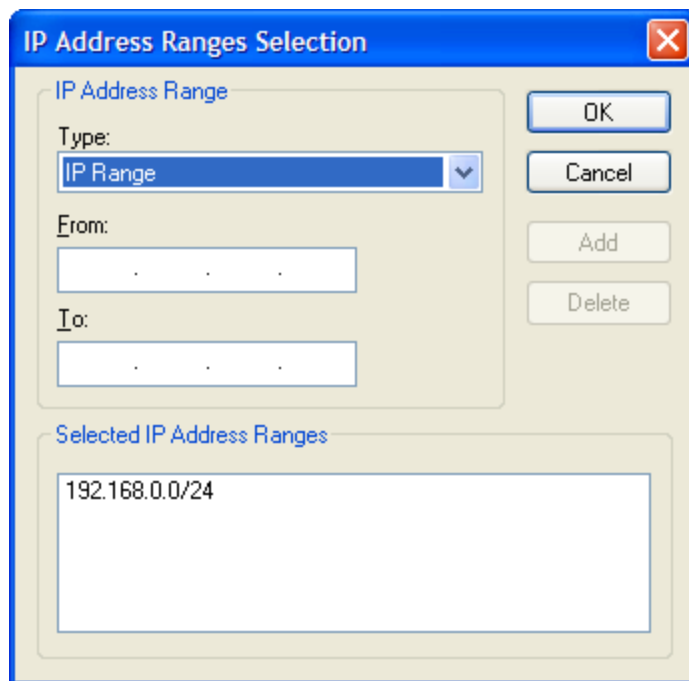 IP Address Ranges Selection
IP Address Range
Type:
IP Range
From:
. . .
To:
. . .
OK
Cancel
Add
Delete
Selected IP Address Ranges
192.168.0.0/24